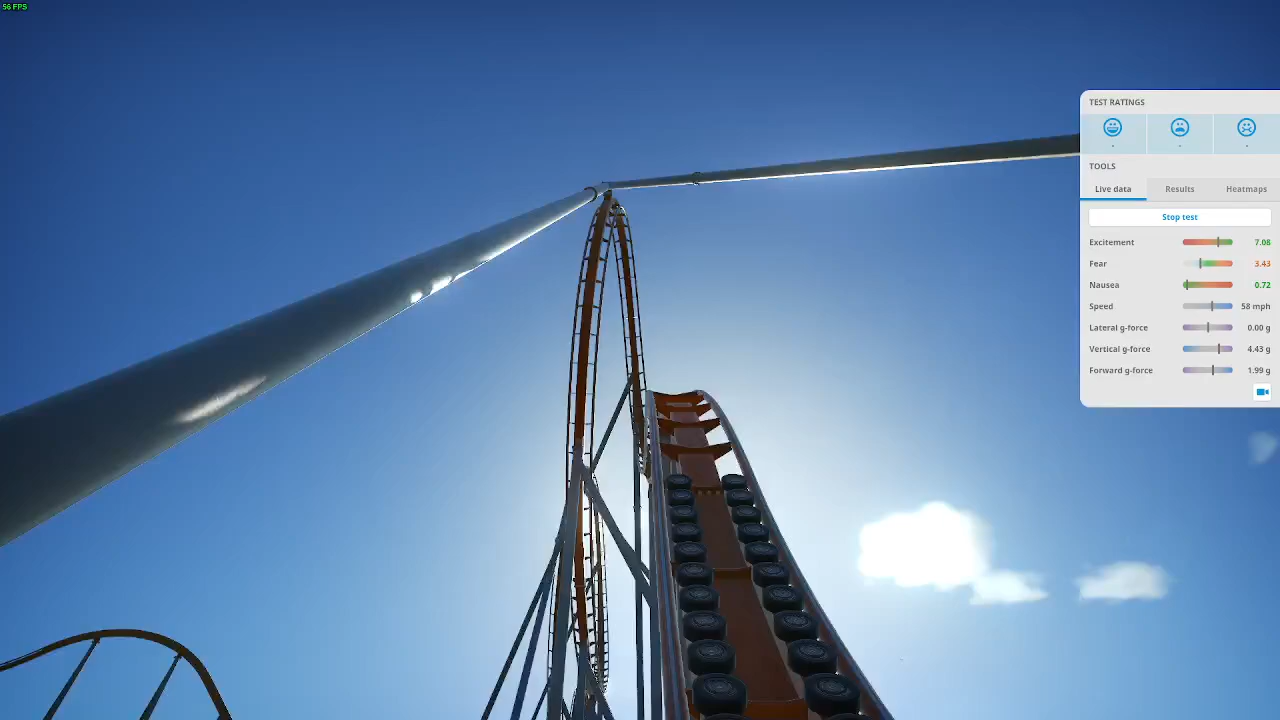 56 FPS
TEST RATINGS
- - -
TOOLS
Live data Results Heatmaps
Stop test
Excitement 7.08
Fear 3.43
Nausea 0.72
Speed 58 mph
Lateral g-force 0.00 g
Vertical g-force 4.43 g
Forward g-force 1.99 g